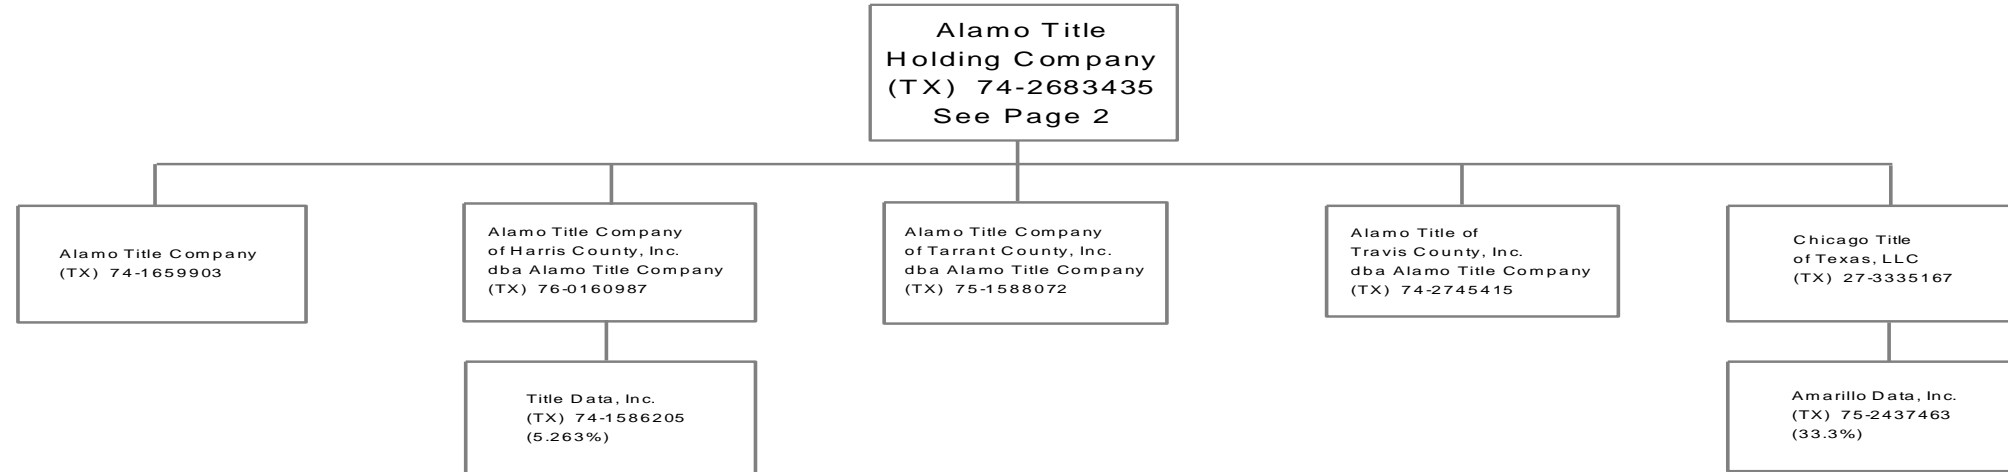 Alamo Title
Holding Company
(TX) 74-2683435
See Page 2
Alamo Title Company
(TX) 74-1659903
Alamo Title Company
of Harris County, Inc.
dba Alamo Title Company
(TX) 76-0160987
Alamo Title Company
of Tarrant County, Inc.
dba Alamo Title Company
(TX) 75-1588072
Alamo Title of
Travis County, Inc.
dba Alamo Title Company
(TX) 74-2745415
Chicago Title
of Texas, LLC
(TX) 27-3335167
Title Data, Inc.
(TX) 74-1586205
(5.263%)
Amarillo Data, Inc.
(TX) 75-2437463
(33.3%)